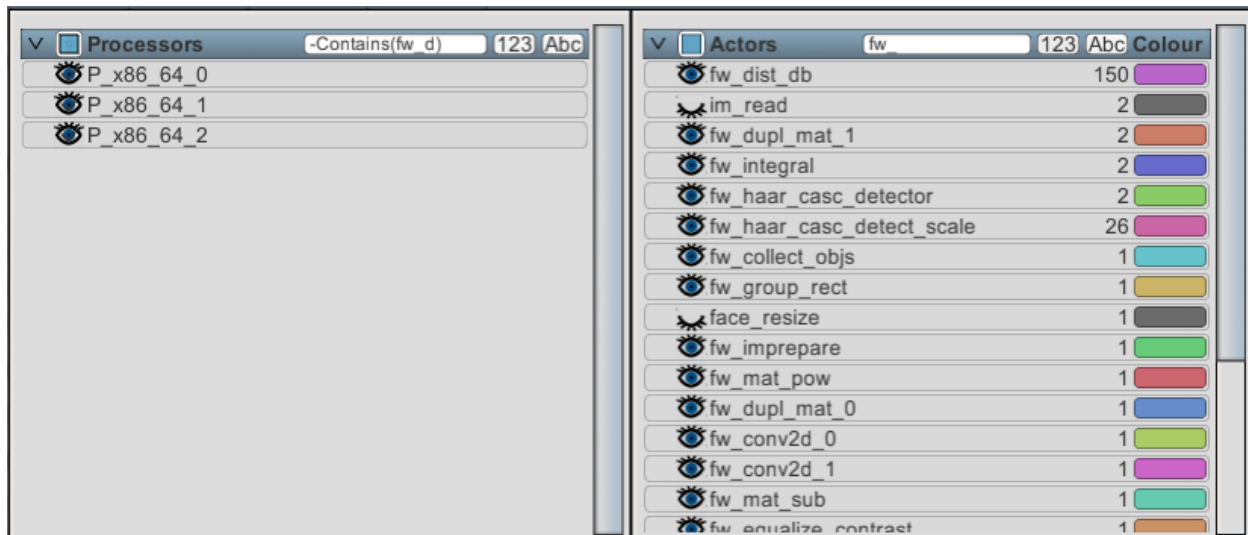 Processors -Contains(fw_d) 123 Abc
P_x86_64_0
P_x86_64_1
P_x86_64_2
Actors fw_ 123 Abc Colour
fw_dist_db 150
im_read 2
fw_dupl_mat_1 2
fw_integral 2
fw_haar_casc_detector 2
fw_haar_casc_detect_scale 26
fw_collect_objs 1
fw_group_rect 1
face_resize 1
fw_imprepare 1
fw_mat_pow 1
fw_dupl_mat_0 1
fw_conv2d_0 1
fw_conv2d_1 1
fw_mat_sub 1
fw_equalize_contrast 1